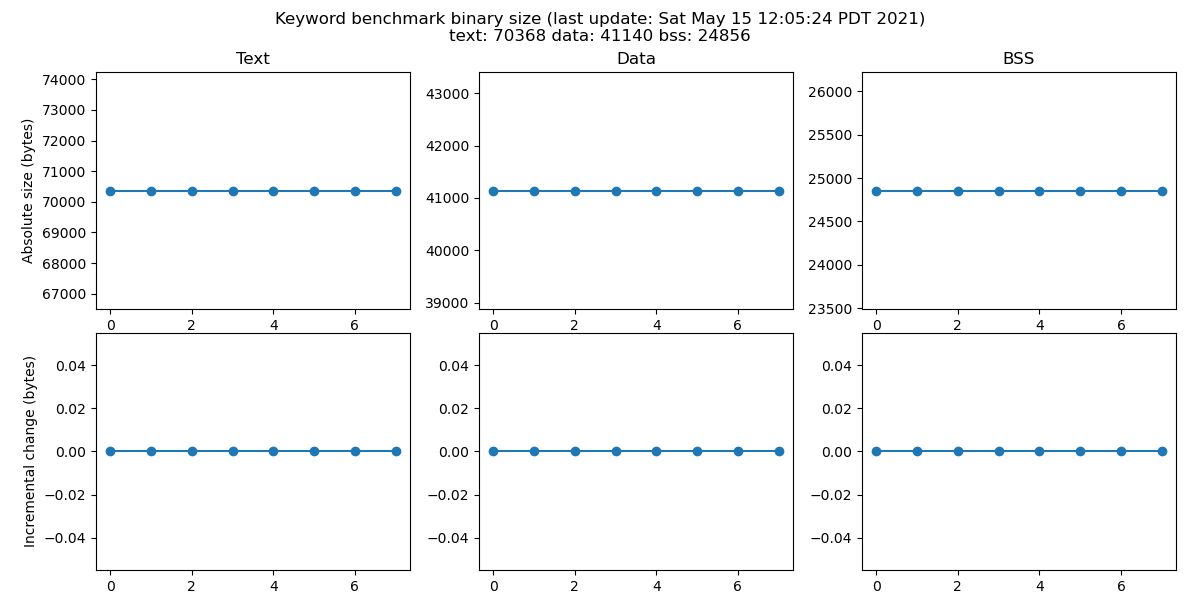 Keyword benchmark binary size (last update: Sat May 15 12:05:24 PDT 2021)
text: 70368 data: 41140 bss: 24856
Text
Data
BSS
Absolute size (bytes)
74000
73000
72000
71000
70000
69000
68000
67000
0 2 4 6
43000
42000
41000
40000
39000
0 2 4 6
26000
25500
25000
24500
24000
23500
0 2 4 6
Incremental change (bytes)
0.04
0.02
0.00
−0.02
−0.04
0 2 4 6
0.04
0.02
0.00
−0.02
−0.04
0 2 4 6
0.04
0.02
0.00
−0.02
−0.04
0 2 4 6